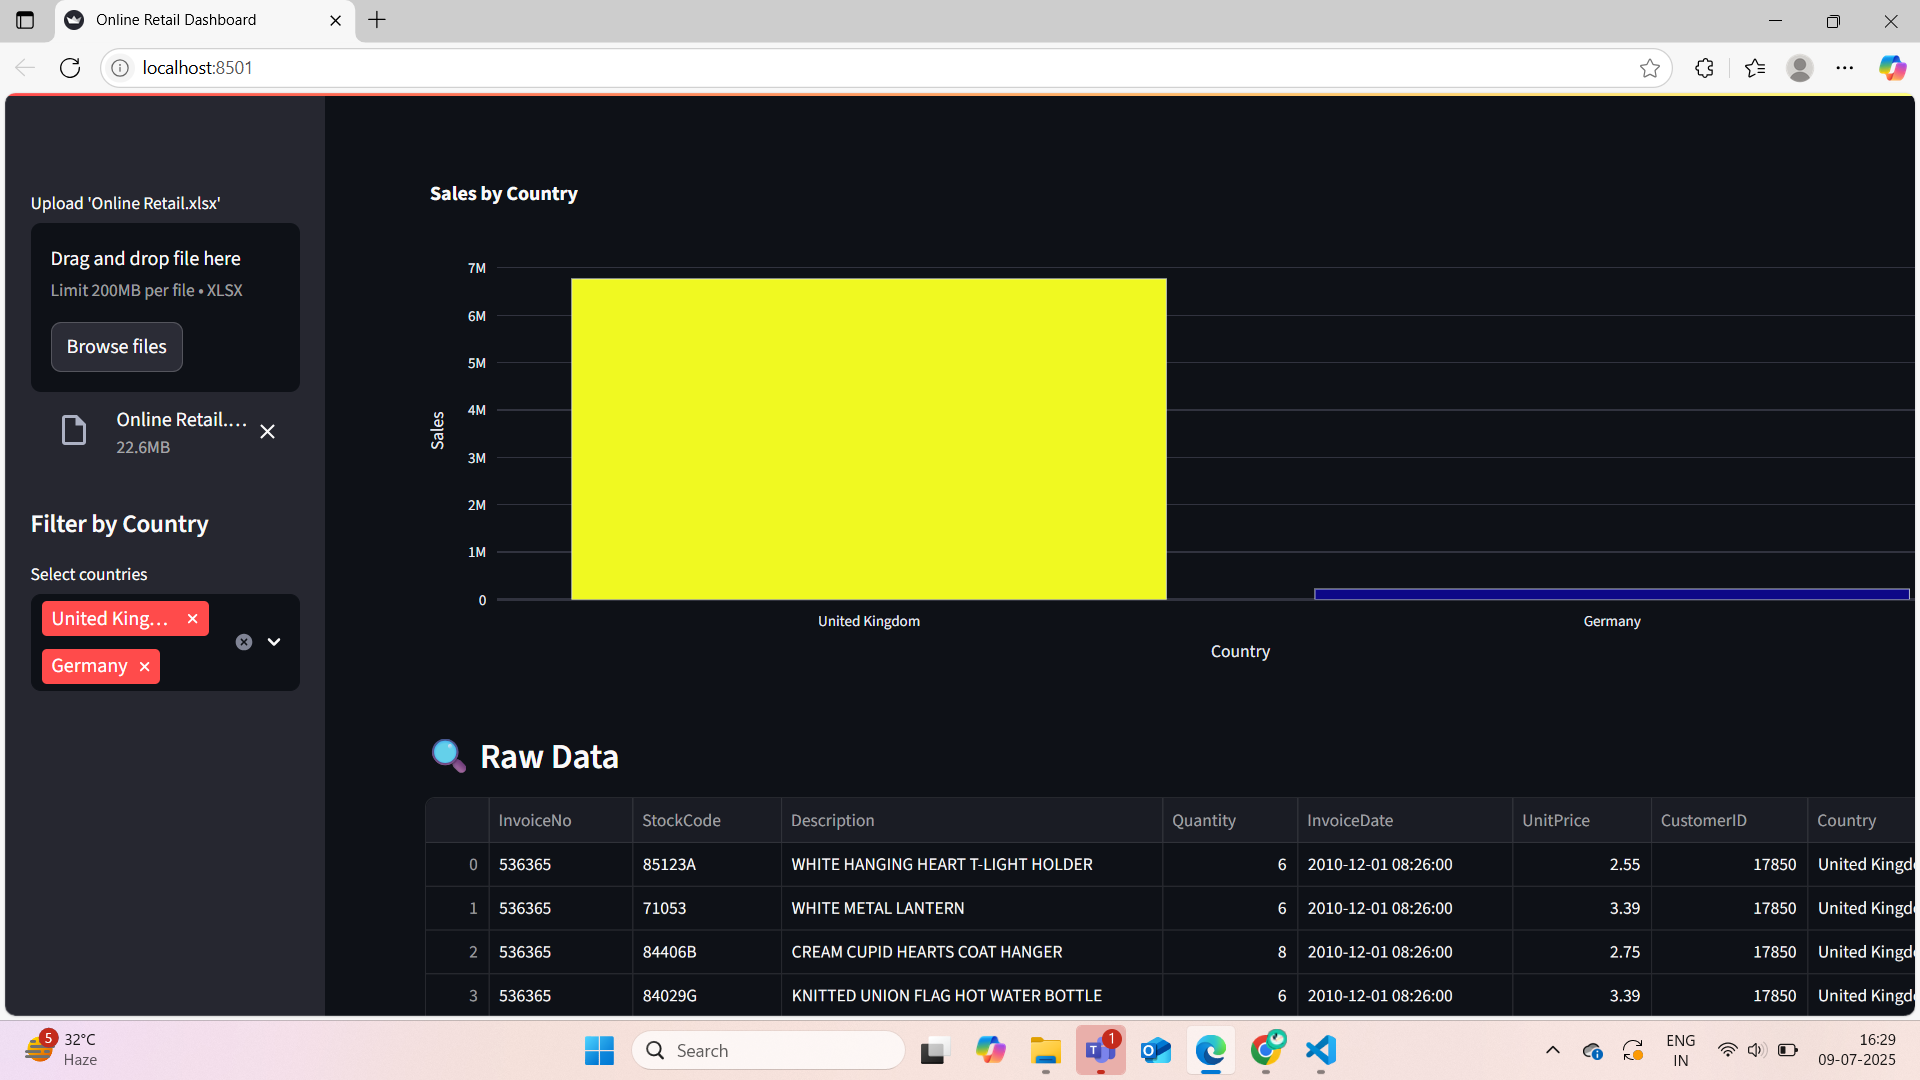 Online Retail Dashboard
localhost:8501
Upload 'Online Retail.xlsx'
Drag and drop file here
Limit 200MB per file • XLSX
Browse files
Online Retail.…
22.6MB
Filter by Country
Select countries
United King…
Germany
Sales by Country
7M
6M
5M
4M
3M
2M
1M
0
Sales
United Kingdom
Germany
Country
Raw Data
InvoiceNo StockCode Description Quantity InvoiceDate UnitPrice CustomerID Country
0 536365 85123A WHITE HANGING HEART T-LIGHT HOLDER 6 2010-12-01 08:26:00 2.55 17850 United Kingd
1 536365 71053 WHITE METAL LANTERN 6 2010-12-01 08:26:00 3.39 17850 United Kingd
2 536365 84406B CREAM CUPID HEARTS COAT HANGER 8 2010-12-01 08:26:00 2.75 17850 United Kingd
3 536365 84029G KNITTED UNION FLAG HOT WATER BOTTLE 6 2010-12-01 08:26:00 3.39 17850 United Kingd
5
32°C
Haze
Search
1
ENG
IN
16:29
09-07-2025